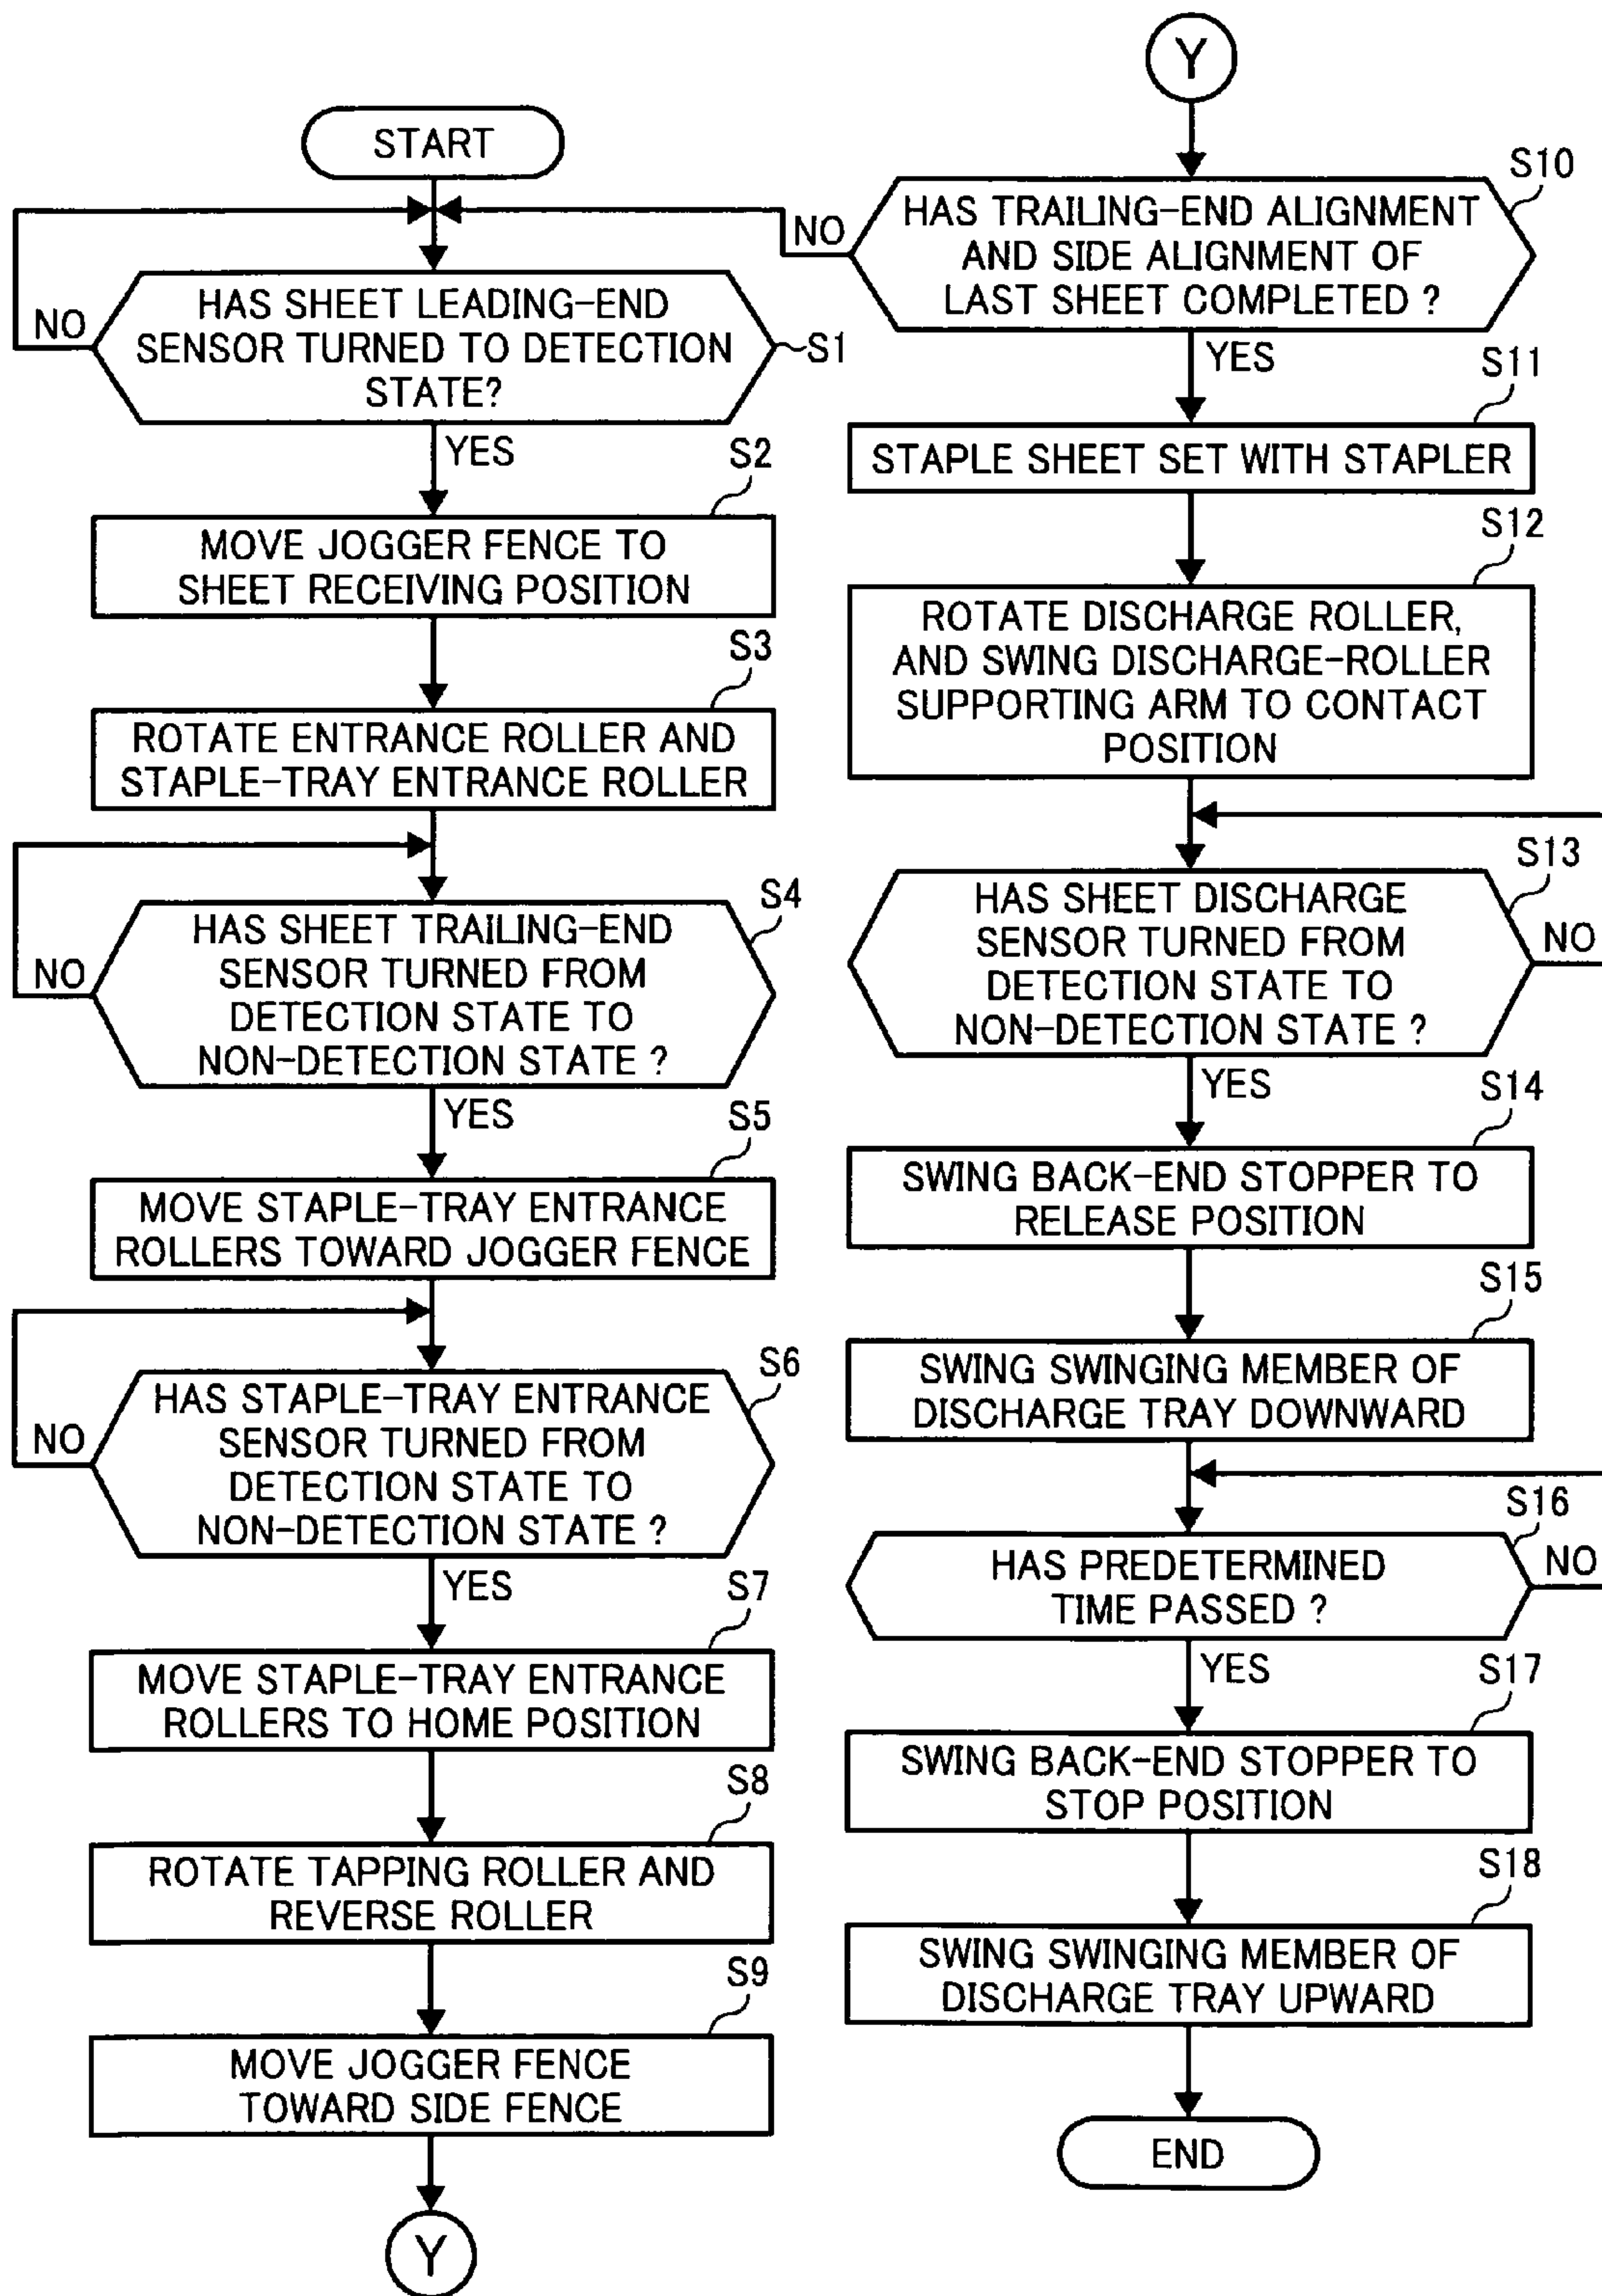 START
HAS SHEET LEADING-END
SENSOR TURNED TO DETECTION
STATE?
S1
NO
YES
S2
MOVE JOGGER FENCE TO
SHEET RECEIVING POSITION
S3
ROTATE ENTRANCE ROLLER AND
STAPLE-TRAY ENTRANCE ROLLER
S4
HAS SHEET TRAILING-END
SENSOR TURNED FROM
DETECTION STATE TO
NON-DETECTION STATE ?
NO
YES
S5
MOVE STAPLE-TRAY ENTRANCE
ROLLERS TOWARD JOGGER FENCE
S6
HAS STAPLE-TRAY ENTRANCE
SENSOR TURNED FROM
DETECTION STATE TO
NON-DETECTION STATE ?
NO
YES
S7
MOVE STAPLE-TRAY ENTRANCE
ROLLERS TO HOME POSITION
S8
ROTATE TAPPING ROLLER AND
REVERSE ROLLER
S9
MOVE JOGGER FENCE
TOWARD SIDE FENCE
Y
Y
S10
HAS TRAILING-END ALIGNMENT
AND SIDE ALIGNMENT OF
LAST SHEET COMPLETED ?
NO
YES
S11
STAPLE SHEET SET WITH STAPLER
S12
ROTATE DISCHARGE ROLLER,
AND SWING DISCHARGE-ROLLER
SUPPORTING ARM TO CONTACT
POSITION
S13
HAS SHEET DISCHARGE
SENSOR TURNED FROM
DETECTION STATE TO
NON-DETECTION STATE ?
NO
YES
S14
SWING BACK-END STOPPER TO
RELEASE POSITION
S15
SWING SWINGING MEMBER OF
DISCHARGE TRAY DOWNWARD
S16
HAS PREDETERMINED
TIME PASSED ?
NO
YES
S17
SWING BACK-END STOPPER TO
STOP POSITION
S18
SWING SWINGING MEMBER OF
DISCHARGE TRAY UPWARD
END